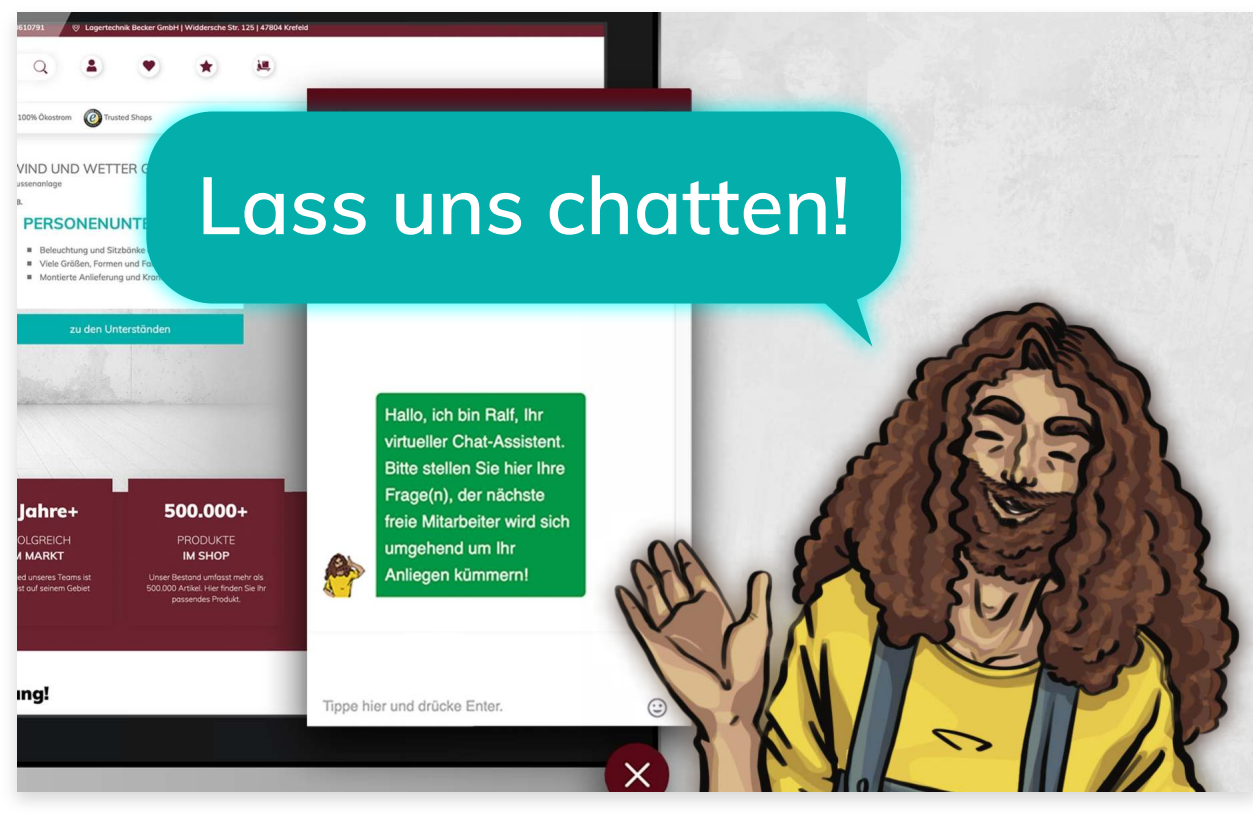 8610791
Lagertechnik Becker GmbH | Widdersche Str. 125 | 47804 Krefeld
100% Ökostrom
Trusted Shops
WIND UND WETTER
ussenanlage
B.
PERSONENUNTE
Beleuchtung und Sitzbänke
Viele Größen, Formen und
Montierte Anlieferung und
zu den Unterständen
Lass uns chatten!
Hallo, ich bin Ralf, Ihr
virtueller Chat-Assistent.
Bitte stellen Sie hier Ihre
Frage(n), der nächste
freie Mitarbeiter wird sich
umgehend um Ihr
Anliegen kümmern!
Jahre+
OLGREICH
M MARKT
ed unseres Teams ist
ist auf seinem Gebiet
500.000+
PRODUKTE
IM SHOP
Unser Bestand umfasst mehr als
500.000 Artikel. Hier finden Sie Ihr
passendes Produkt.
ung!
Tippe hier und drücke Enter.